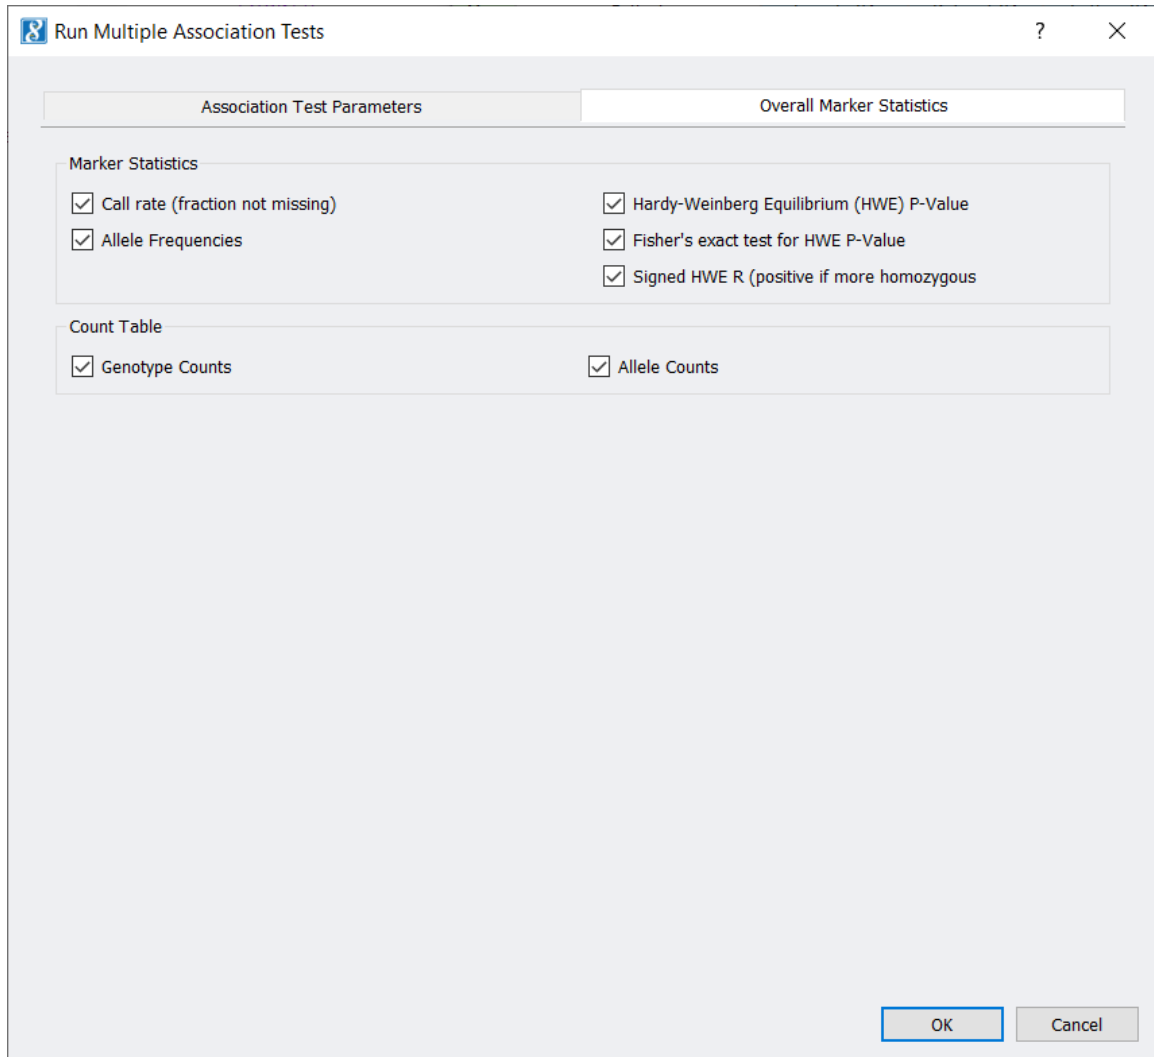 Run Multiple Association Tests
?
Association Test Parameters
Overall Marker Statistics
Marker Statistics
Call rate (fraction not missing)
Hardy-Weinberg Equilibrium (HWE) P-Value
Allele Frequencies
Fisher's exact test for HWE P-Value
Signed HWE R (positive if more homozygous
Count Table
Genotype Counts
Allele Counts
OK
Cancel